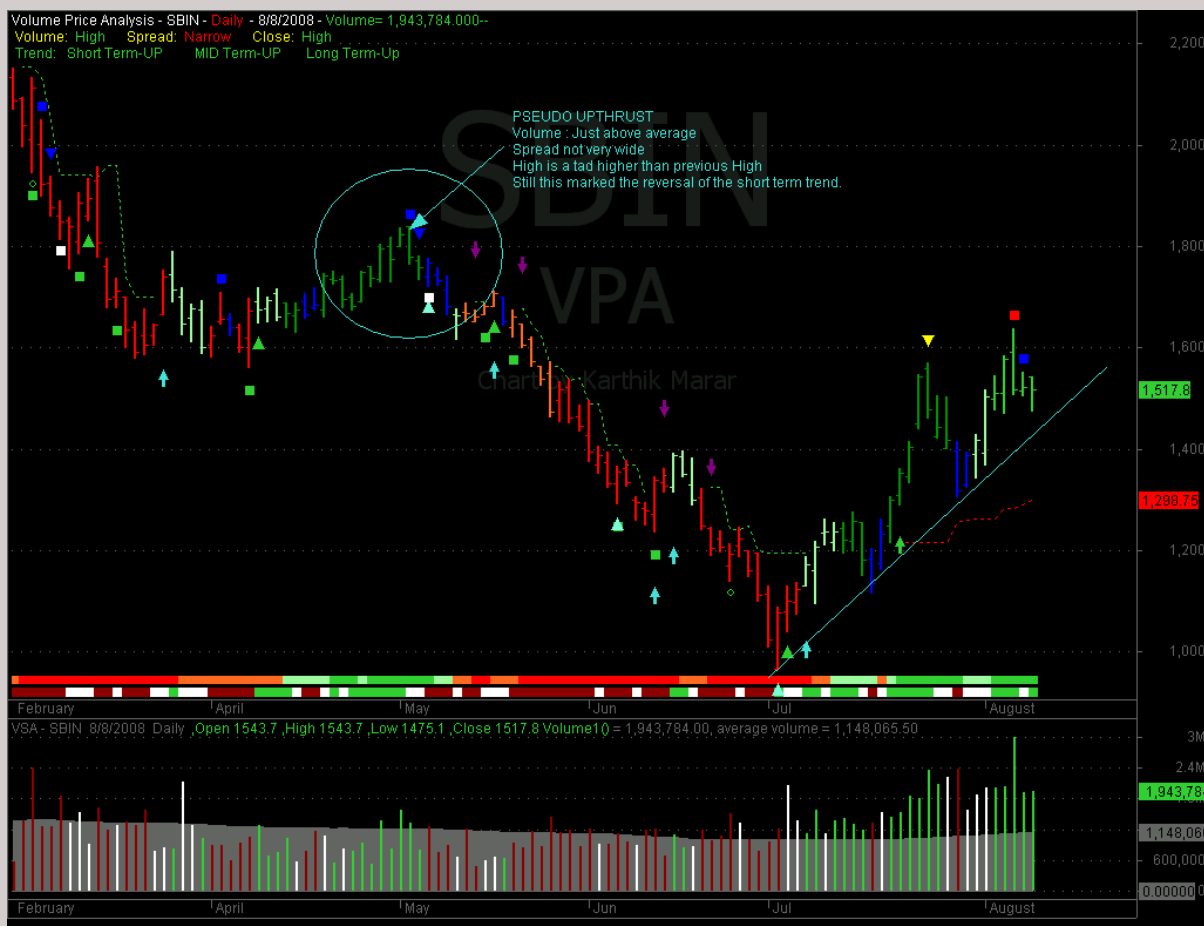 Volume Price Analysis - SBIN - Daily - 8/8/2008 - Volume= 1,943,784.000--
Volume: High Spread: Narrow Close: High
Trend: Short Term-UP MID Term-UP Long Term-Up
2,200
PSEUDO UPTHRUST
Volume : Just above average
Spread not very wide
High is a tad higher than previous High
Still this marked the reversal of the short term trend.
SBIN
VPA
Chart by Karthik Marar
2,000
1,800
1,600
1,517.8
1,400
1,298.75
1,200
1,000
February April May Jun Jul August
VSA - SBIN 8/8/2008 Daily ,Open 1543.7 ,High 1543.7 ,Low 1475.1 ,Close 1517.8 Volume1() = 1,943,784.00, average volume = 1,148,065.50
3M
2.4M
1,943,784
1,148,066
600,000
0.00000
February April May Jun Jul August